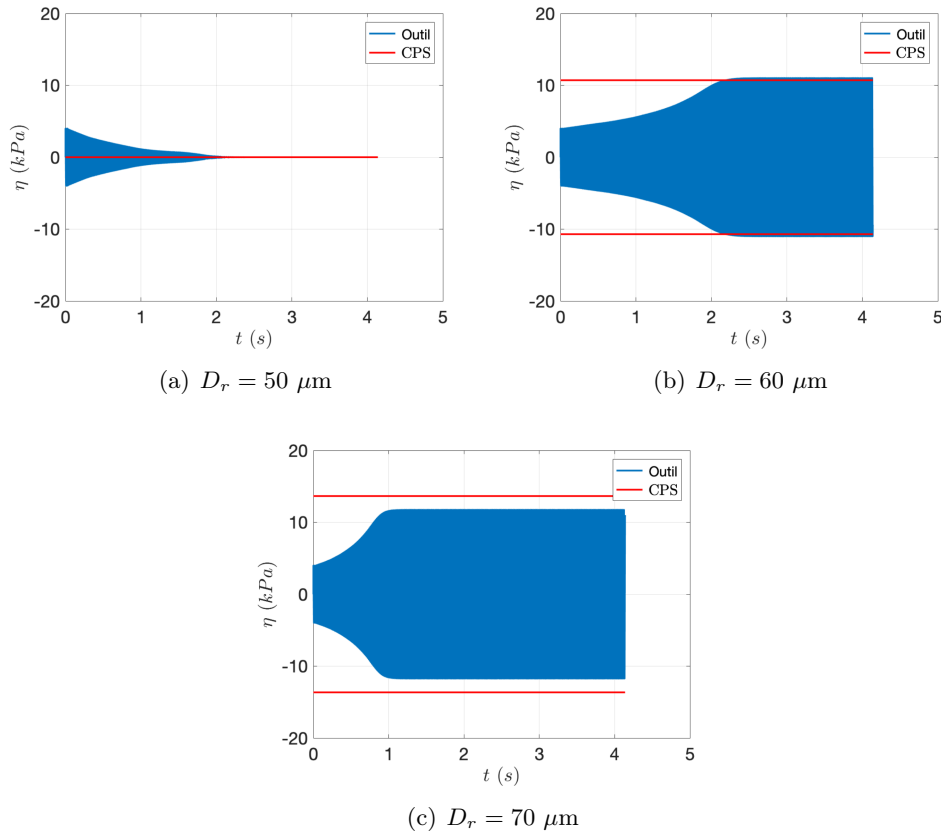 20
10
0
-10
-20
η (kPa)
0 1 2 3 4 5
t (s)
Outil
CPS
(a) D_r = 50 μm
20
10
0
-10
-20
η (kPa)
0 1 2 3 4 5
t (s)
Outil
CPS
(b) D_r = 60 μm
20
10
0
-10
-20
η (kPa)
0 1 2 3 4 5
t (s)
Outil
CPS
(c) D_r = 70 μm